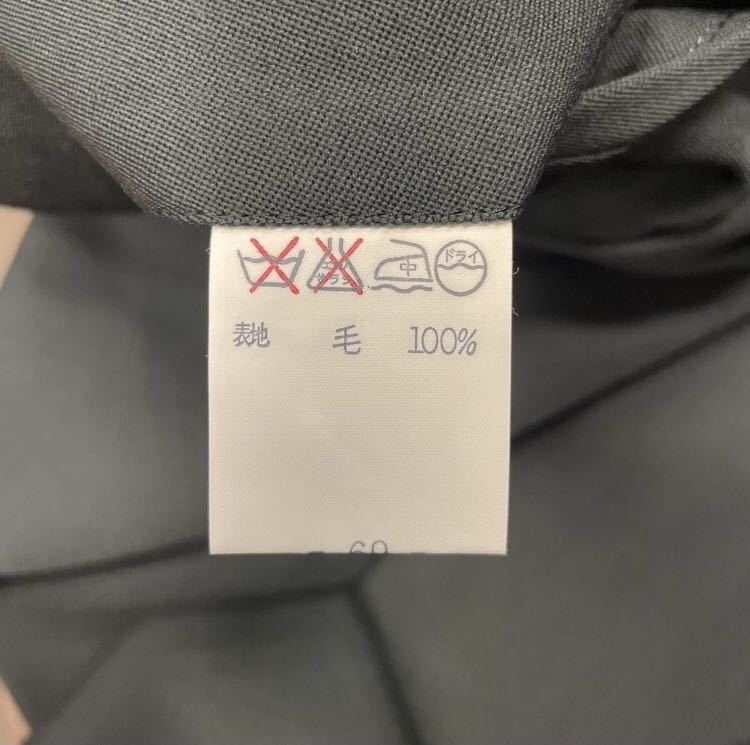 中 ドライ
表地 毛 100%